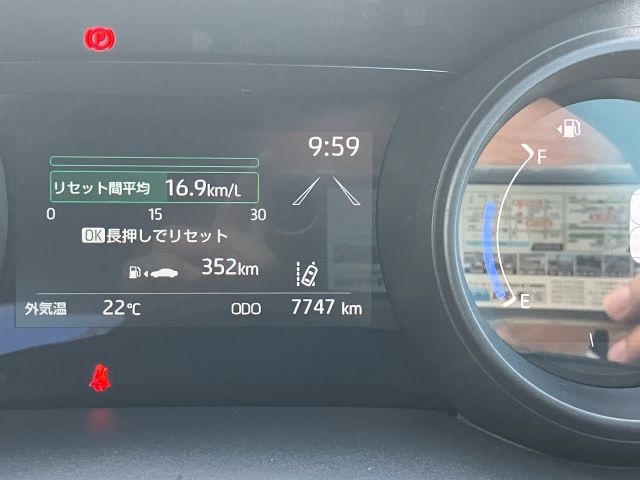 P
9:59
リセット間平均 16.9km/L
0 15 30
OK長押しでリセット
352km
外気温 22℃ ODO 7747 km
F
E